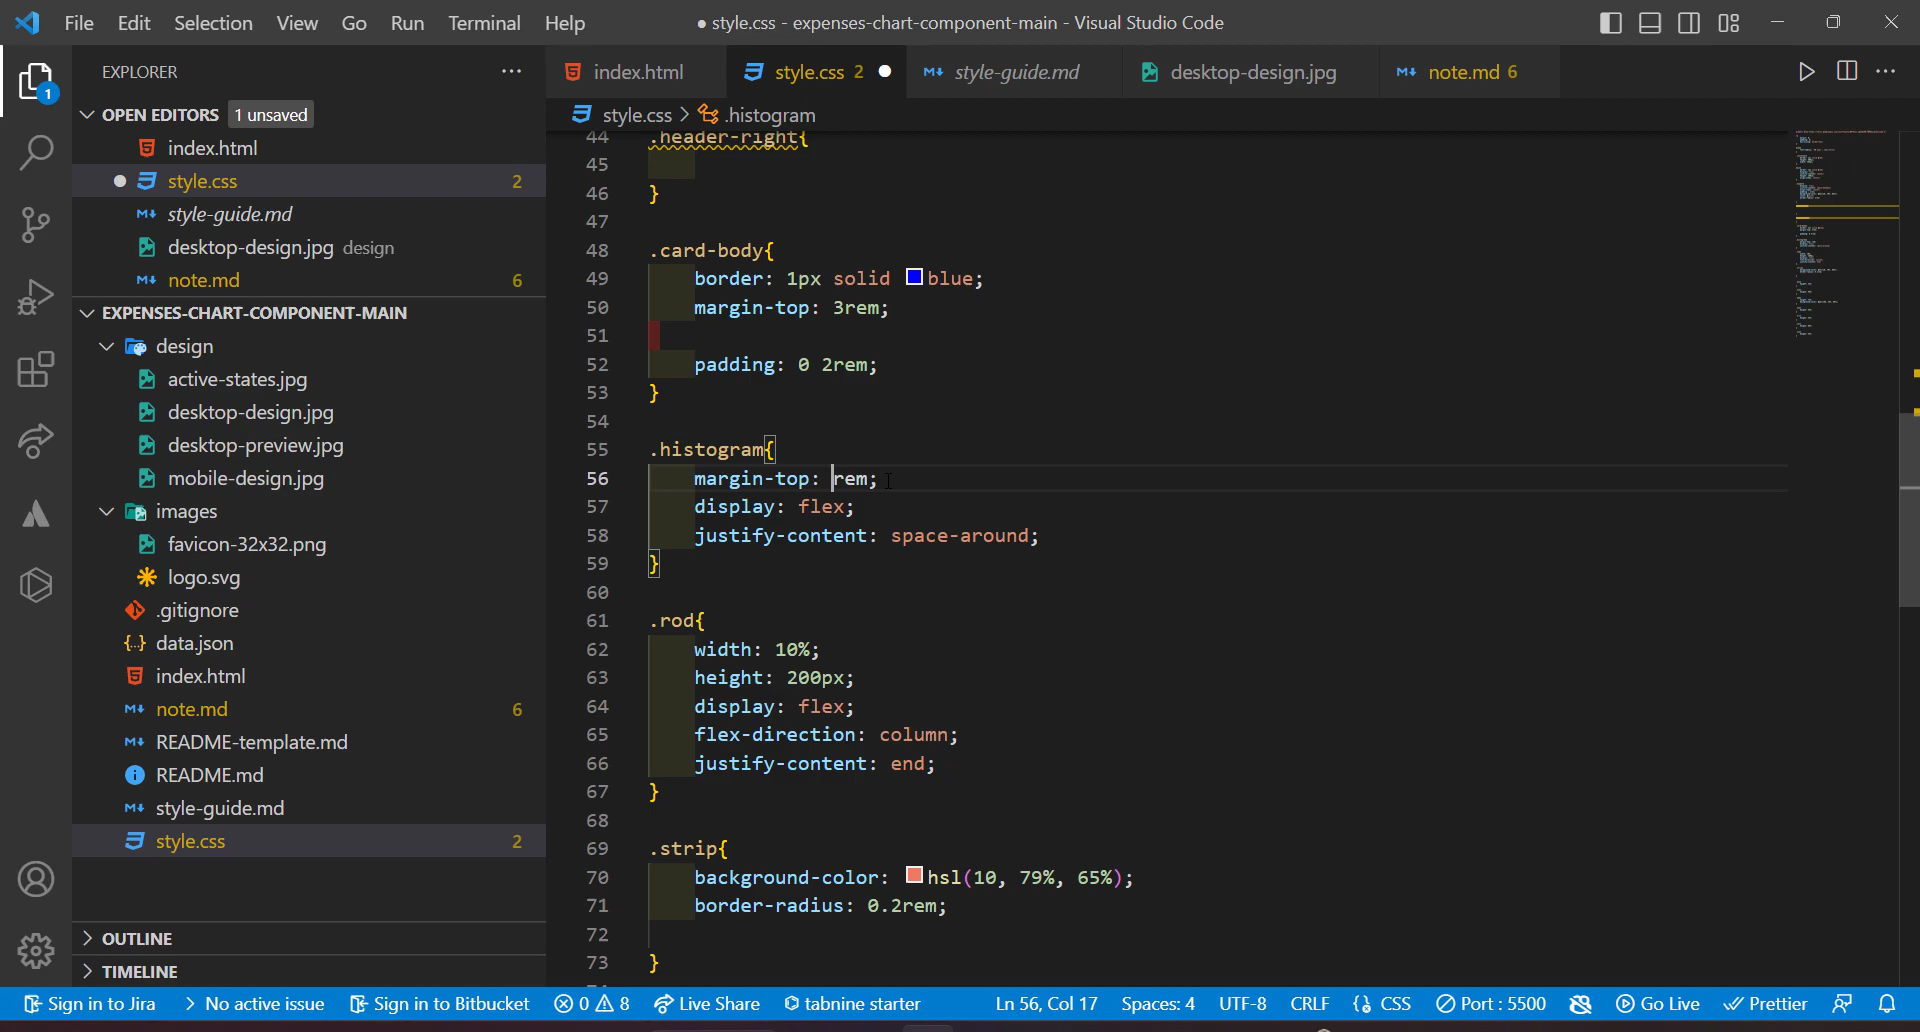 File Edit Selection View Go Run Terminal Help
● style.css - expenses-chart-component-main - Visual Studio Code
EXPLORER
index.html
style.css 2
style-guide.md
desktop-design.jpg
note.md 6
OPEN EDITORS 1 unsaved
index.html
style.css 2
style-guide.md
desktop-design.jpg design
note.md 6
EXPENSES-CHART-COMPONENT-MAIN
design
active-states.jpg
desktop-design.jpg
desktop-preview.jpg
mobile-design.jpg
images
favicon-32x32.png
logo.svg
.gitignore
data.json
index.html
note.md 6
README-template.md
README.md
style-guide.md
style.css 2
OUTLINE
TIMELINE
1
style.css > .histogram
44 .header-right{
45
46 }
47
48 .card-body{
49 border: 1px solid blue;
50 margin-top: 3rem;
51
52 padding: 0 2rem;
53 }
54
55 .histogram{
56 margin-top: rem;
57 display: flex;
58 justify-content: space-around;
59 }
60
61 .rod{
62 width: 10%;
63 height: 200px;
64 display: flex;
65 flex-direction: column;
66 justify-content: end;
67 }
68
69 .strip{
70 background-color: hsl(10, 79%, 65%);
71 border-radius: 0.2rem;
72
73 }
Sign in to Jira > No active issue Sign in to Bitbucket 0 8 Live Share tabnine starter Ln 56, Col 17 Spaces: 4 UTF-8 CRLF {} CSS Port : 5500 Go Live Prettier